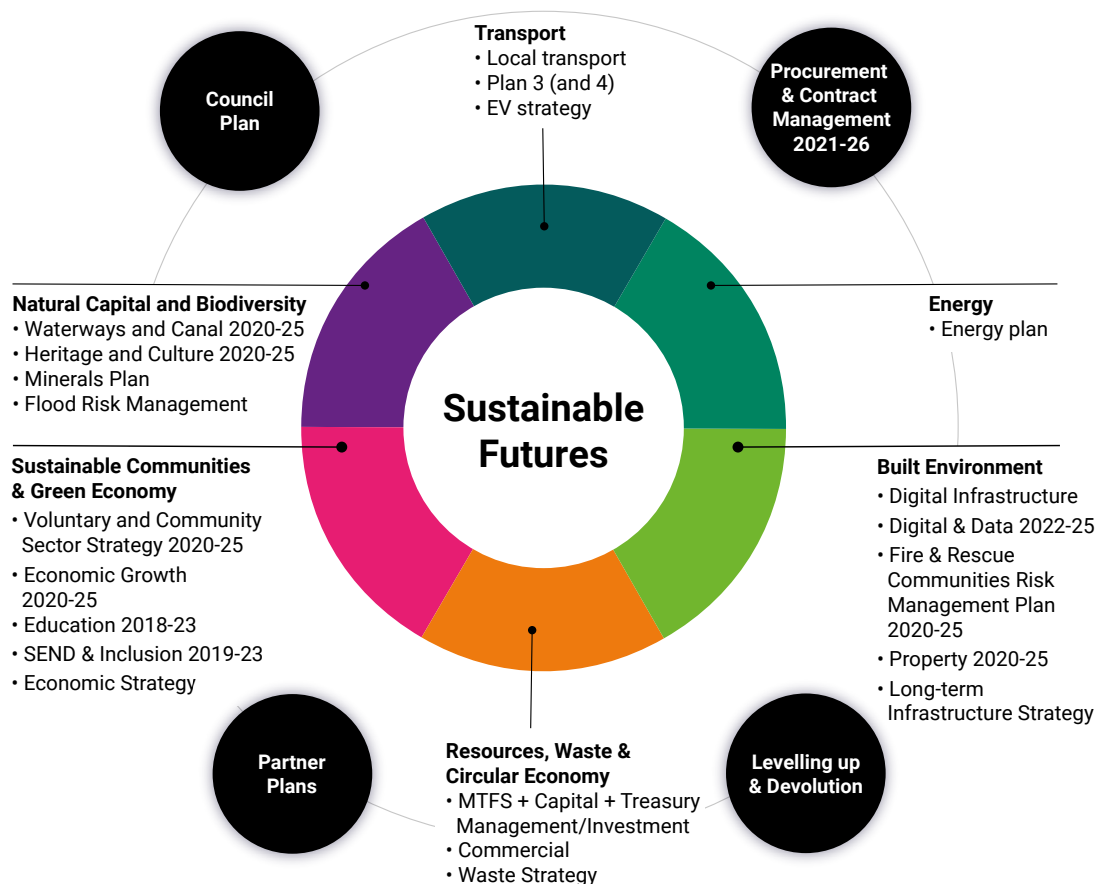 Transport
• Local transport
• Plan 3 (and 4)
• EV strategy
Council
Plan
Procurement
& Contract
Management
2021-26
Natural Capital and Biodiversity
• Waterways and Canal 2020-25
• Heritage and Culture 2020-25
• Minerals Plan
• Flood Risk Management
Energy
• Energy plan
Sustainable
Futures
Sustainable Communities
& Green Economy
• Voluntary and Community
Sector Strategy 2020-25
• Economic Growth
2020-25
• Education 2018-23
• SEND & Inclusion 2019-23
• Economic Strategy
Built Environment
• Digital Infrastructure
• Digital & Data 2022-25
• Fire & Rescue
Communities Risk
Management Plan
2020-25
• Property 2020-25
• Long-term
Infrastructure Strategy
Partner
Plans
Resources, Waste &
Circular Economy
• MTFS + Capital + Treasury
Management/Investment
• Commercial
• Waste Strategy
Levelling up
& Devolution